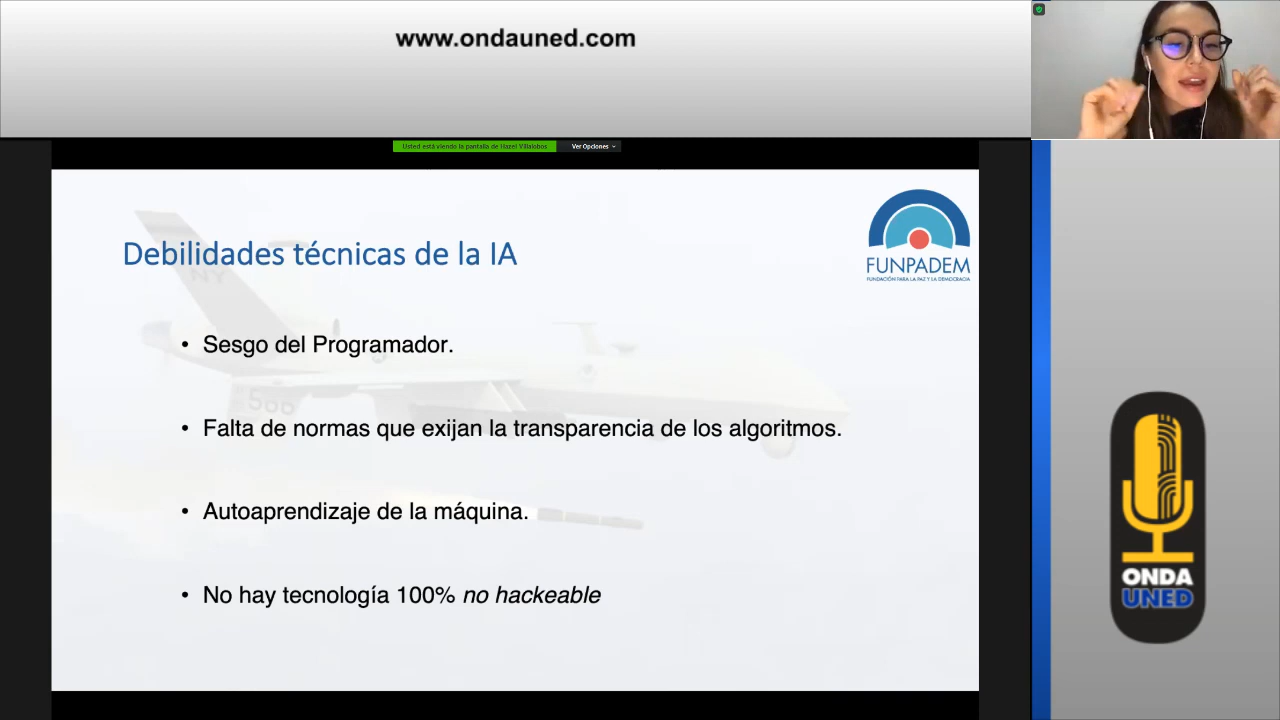 www.ondauned.com
Usted está viendo la pantalla de Hazel Villalobos
Ver Opciones
FUNPADEM
FUNDACIÓN PARA LA PAZ Y LA DEMOCRACIA
Debilidades técnicas de la IA
NY
• Sesgo del Programador.
• Falta de normas que exijan la transparencia de los algoritmos.
• Autoaprendizaje de la máquina.
• No hay tecnología 100% no hackeable
ONDA
UNED